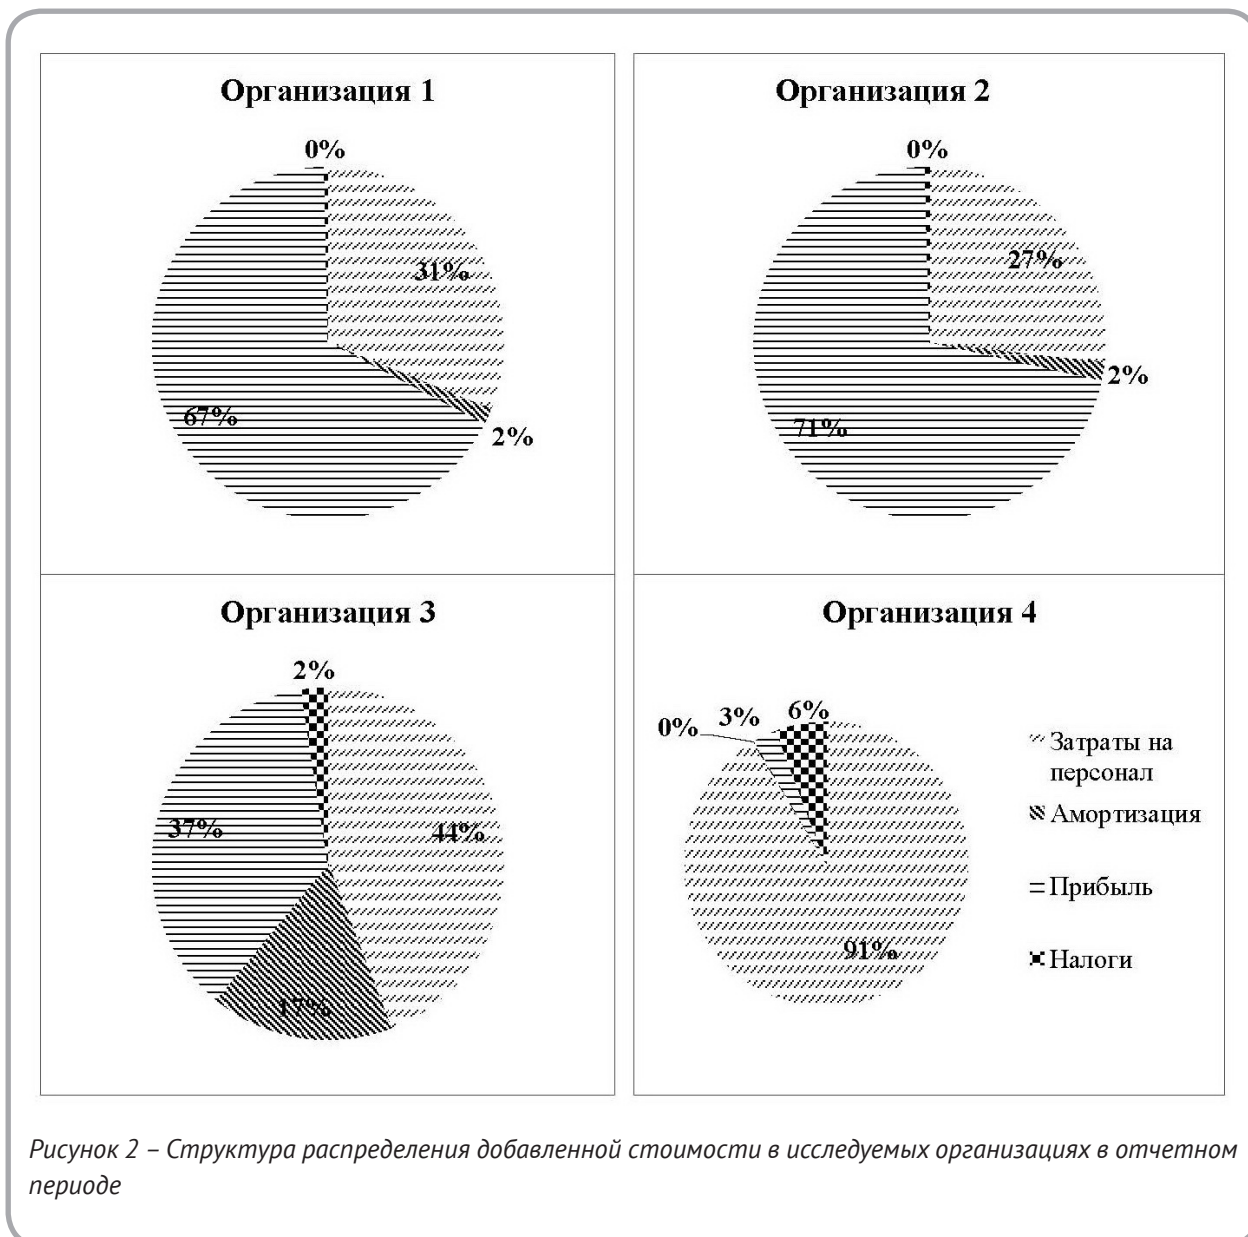 Организация 1
0%
31%
67%
2%
Организация 2
0%
27%
2%
71%
Организация 3
2%
37%
44%
17%
Организация 4
0%
3%
6%
91%
Затраты на
персонал
Амортизация
Прибыль
Налоги
Рисунок 2 – Структура распределения добавленной стоимости в исследуемых организациях в отчетном
периоде